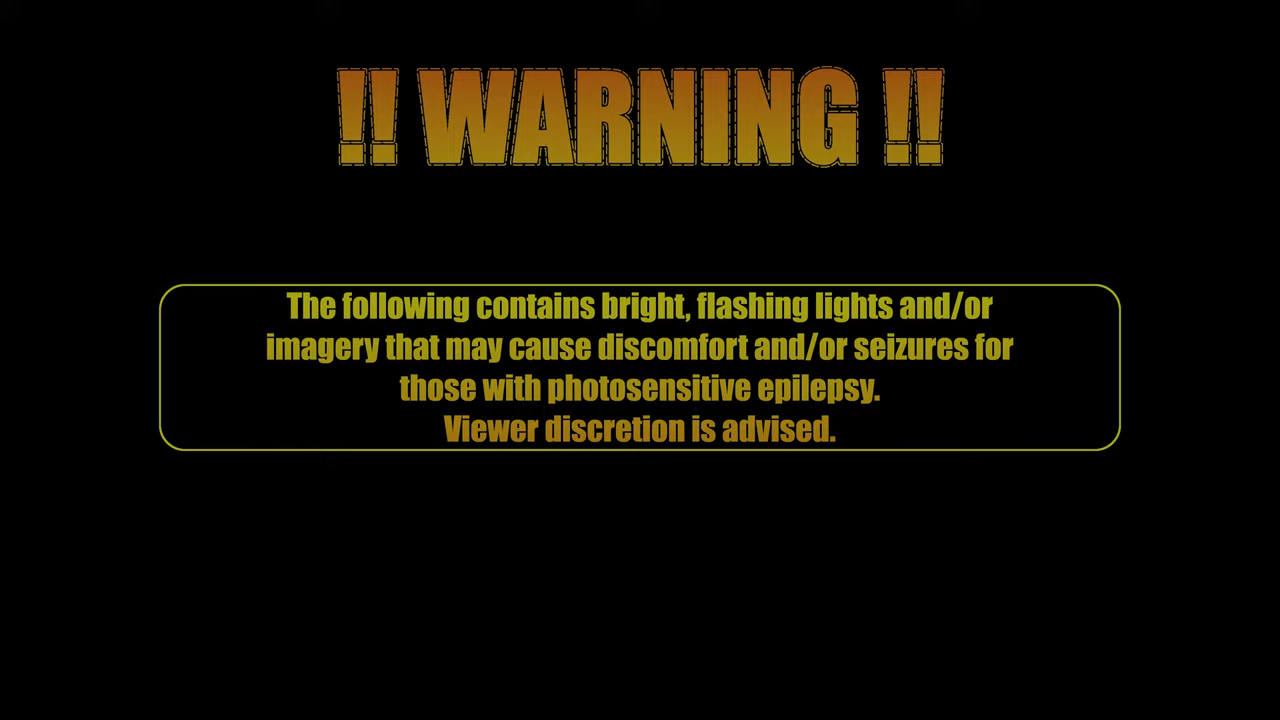 !! WARNING !!
The following contains bright, flashing lights and/or
imagery that may cause discomfort and/or seizures for
those with photosensitive epilepsy.
Viewer discretion is advised.